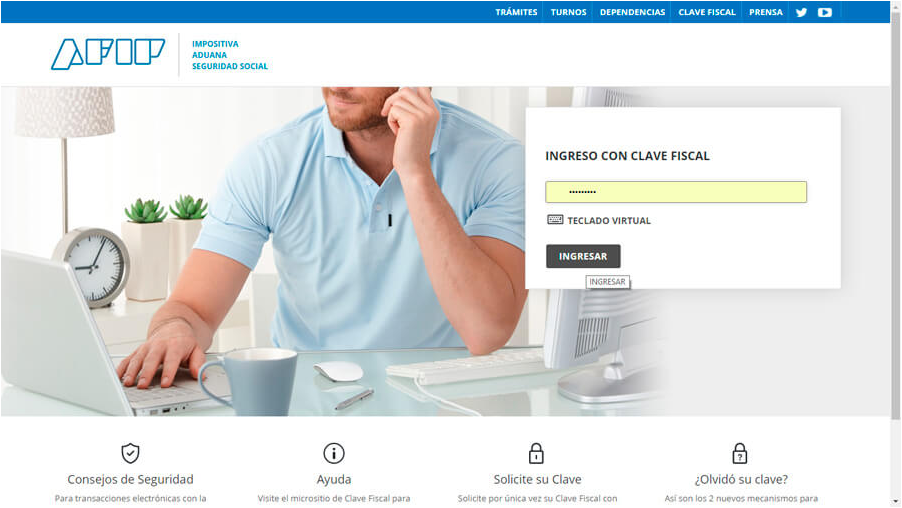 TRÁMITES TURNOS DEPENDENCIAS CLAVE FISCAL PRENSA
AFIP
IMPOSITIVA
ADUANA
SEGURIDAD SOCIAL
INGRESO CON CLAVE FISCAL
•••••••••
TECLADO VIRTUAL
INGRESAR
INGRESAR
Consejos de Seguridad
Para transacciones electrónicas con la
Ayuda
Visite el micrositio de Clave Fiscal para
Solicite su Clave
Solicite por única vez su Clave Fiscal con
¿Olvidó su clave?
Así son los 2 nuevos mecanismos para